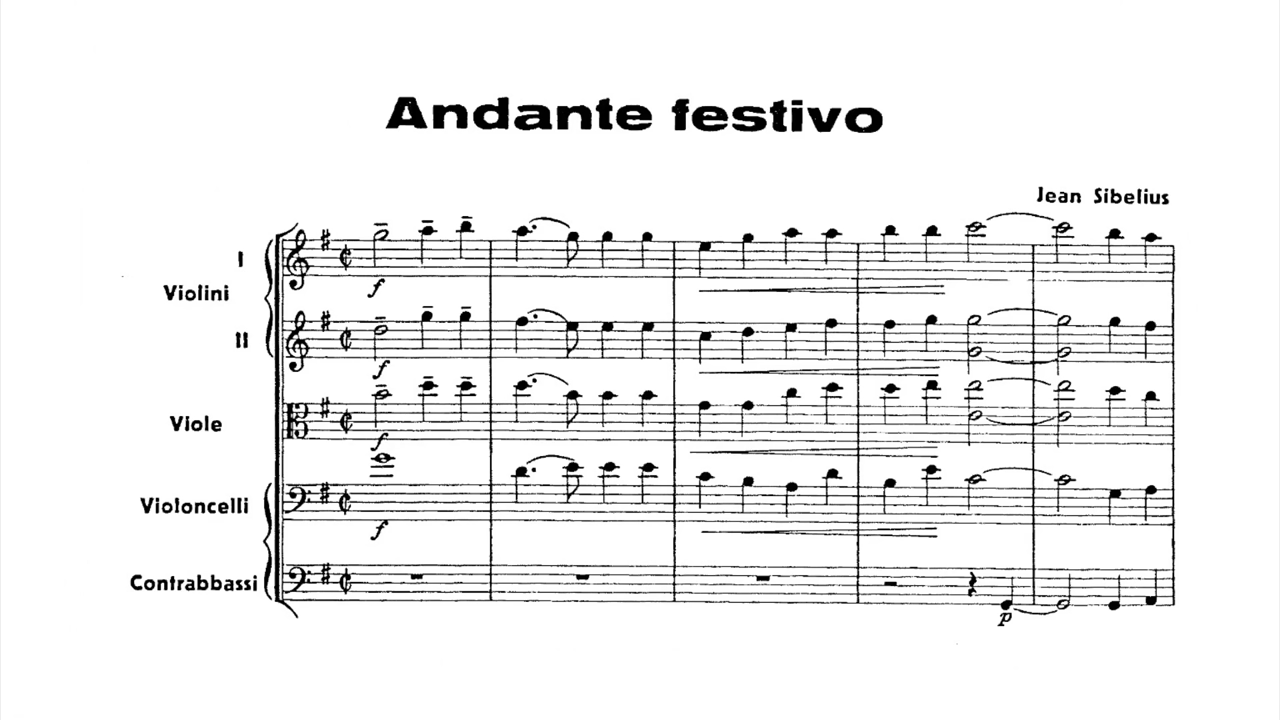 Andante festivo
Jean Sibelius
I
Violini
f
II
f
Viole
f
Violoncelli
f
Contrabbassi
p